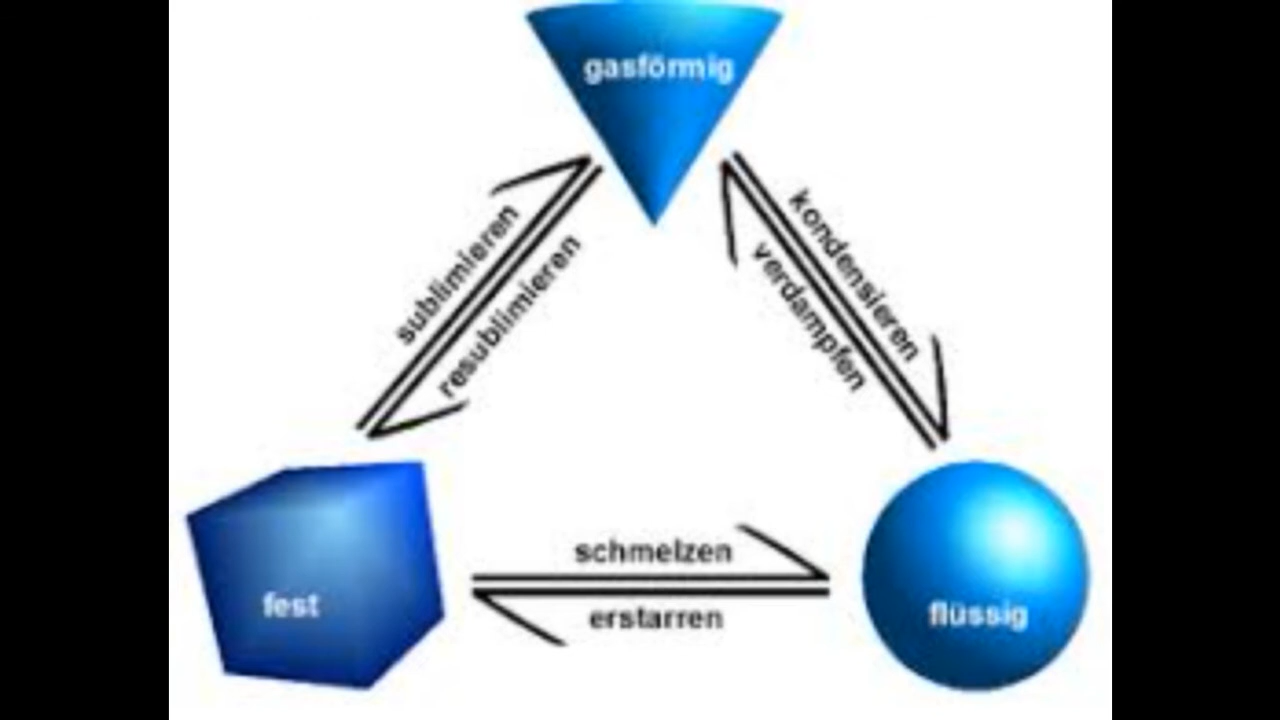 gasförmig
sublimieren
resublimieren
kondensieren
verdampfen
schmelzen
erstarren
fest
flüssig